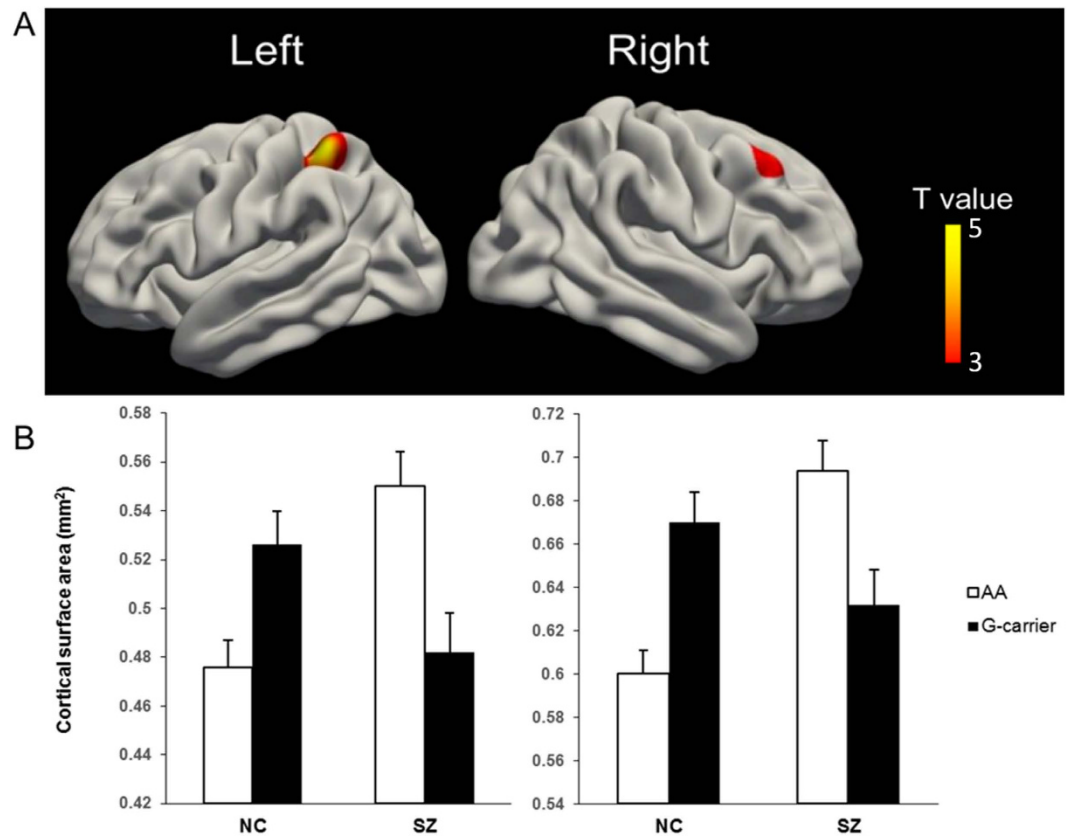 A
Left
Right
T value
5
3
B
Cortical surface area (mm²)
0.58
0.56
0.54
0.52
0.5
0.48
0.46
0.44
0.42
NC
SZ
0.72
0.7
0.68
0.66
0.64
0.62
0.6
0.58
0.56
0.54
NC
SZ
AA
G-carrier